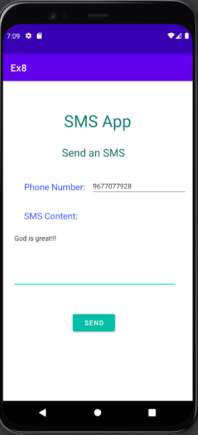 7:09
Ex8
SMS App
Send an SMS
Phone Number: 9677077928
SMS Content:
God is great!!!
SEND